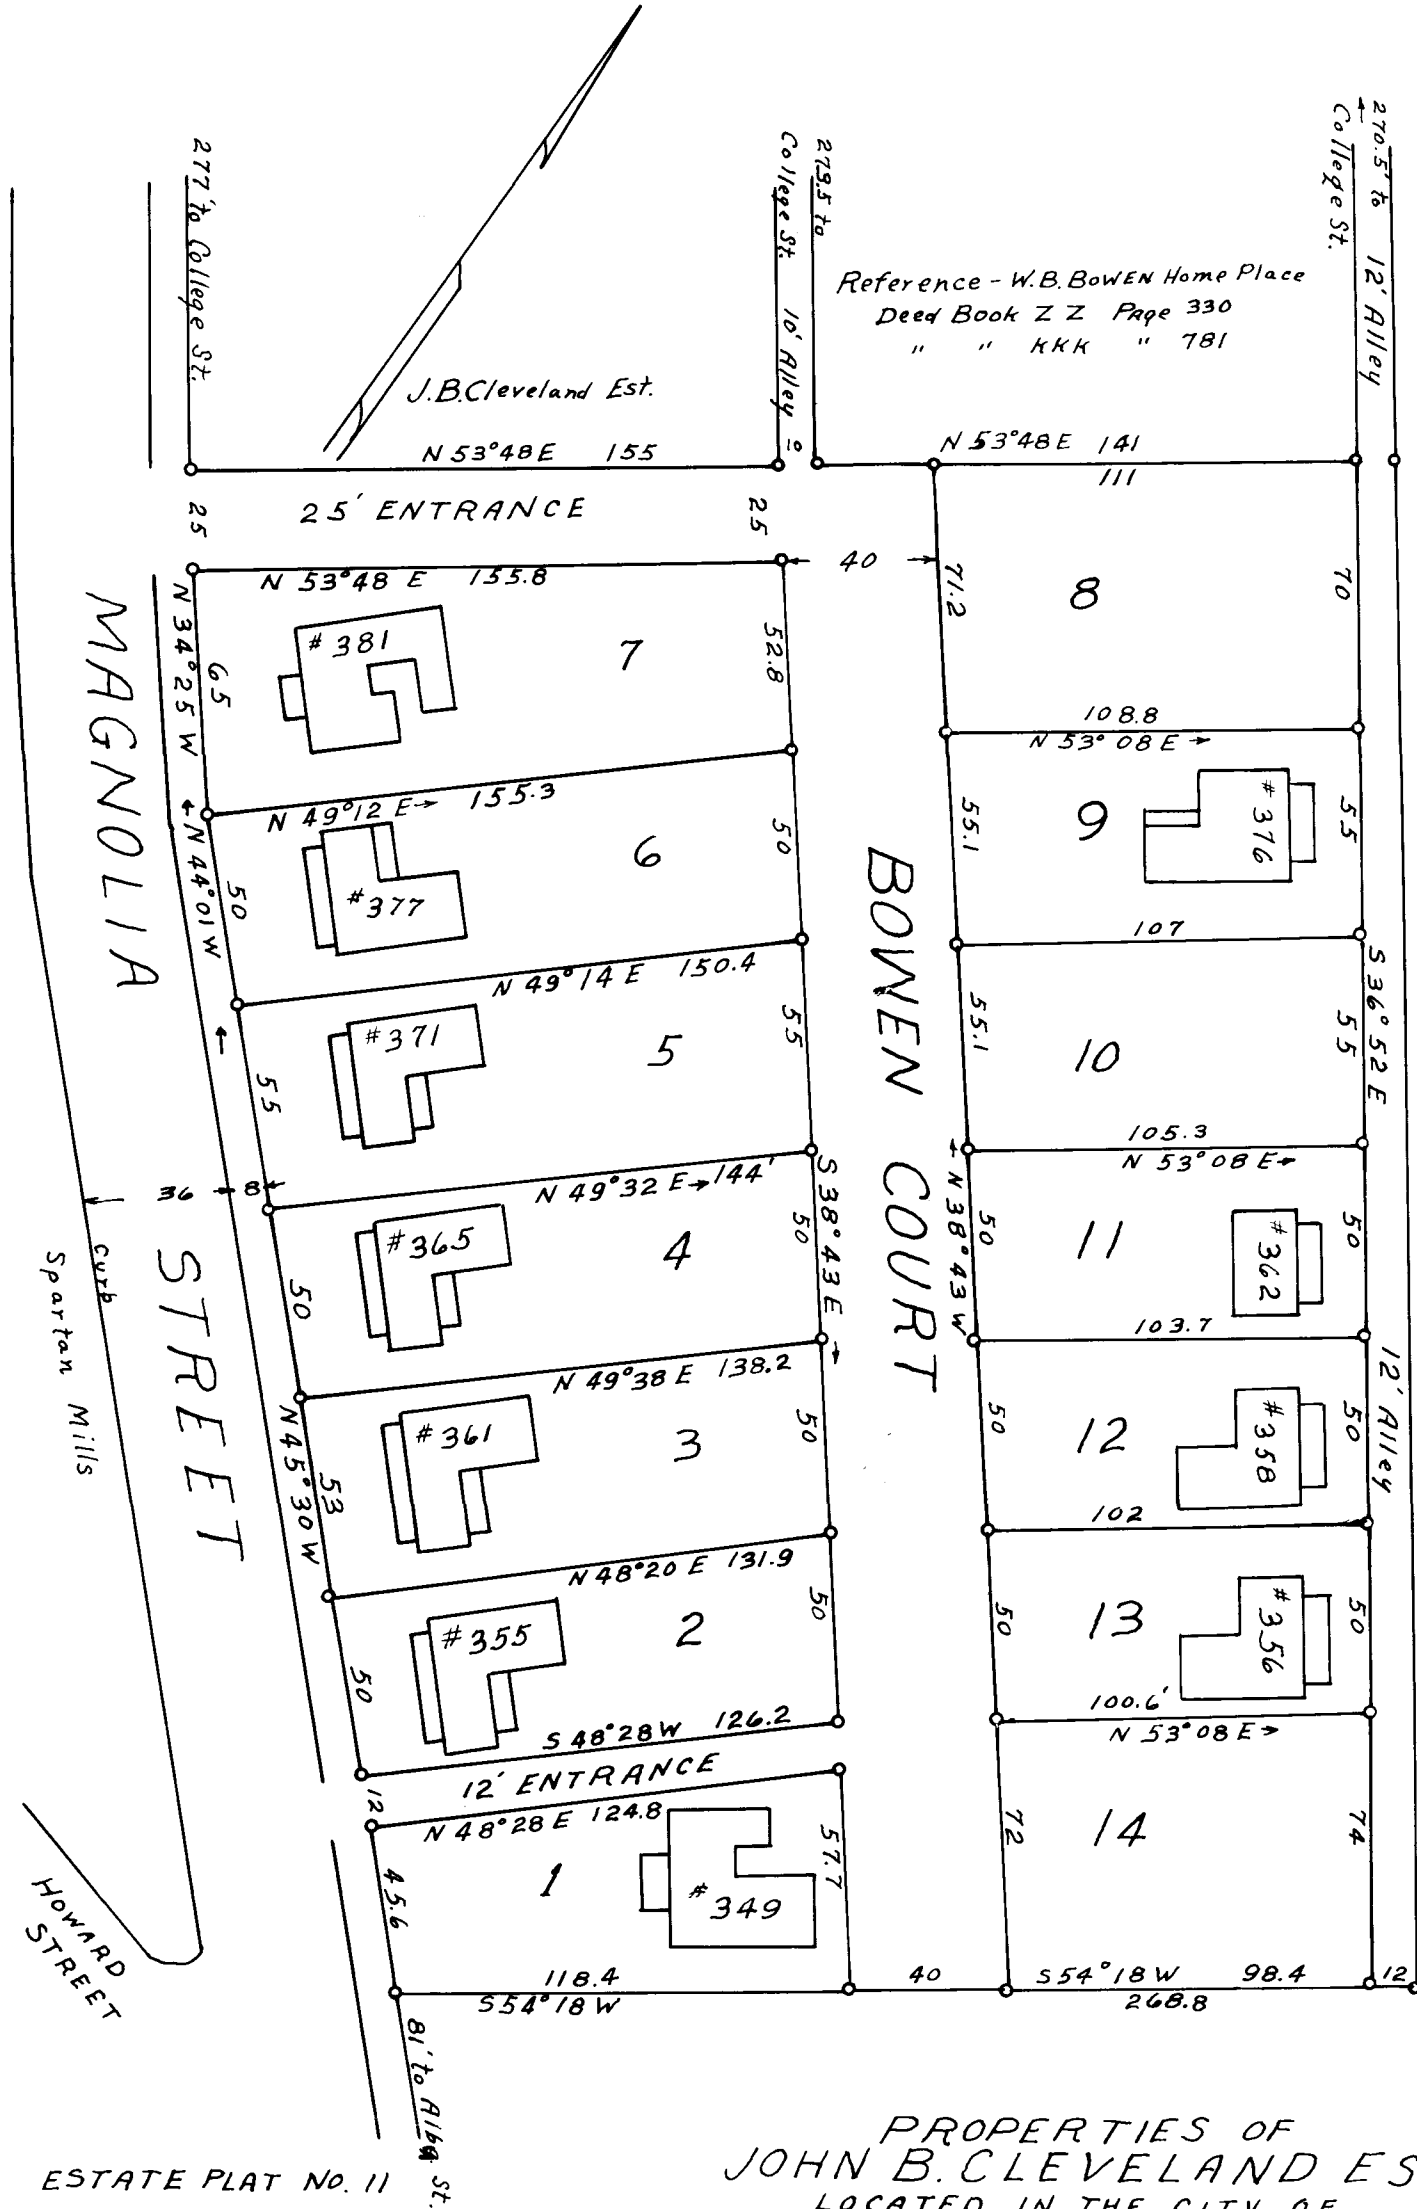 277' to College St.
279.5 to
College St. 10' Alley
270.5' to 12' Alley
College St.
Reference - W.B. BOWEN Home Place
Deed Book Z Z Page 330
" " KKK " 781
J.B. Cleveland Est.
N 53°48 E 155
N 53°48 E 141
111
25' ENTRANCE
25
25
N 53°48 E 155.8
40
N 34°25 W
65
#381
7
52.8
71.2
8
70
108.8
N 53°08 E
N 49°12 E 155.3
N 44°01 W
50
#377
6
50
55.1
9
#376
55
107
N 49°14 E 150.4
55
#371
5
55
55.1
10
55
S 36°52 E
105.3
N 53°08 E
N 49°32 E 144'
36
8
MAGNOLIA STREET
BOWEN COURT
S 38°43 E
N 38°43 W
50
#365
4
50
50
11
#362
50
103.7
N 49°38 E 138.2
curb
Spartan Mills
N 45°30 W
53
#361
3
50
50
12
#358
50
12' Alley
102
N 48°20 E 131.9
50
#355
2
50
50
13
#356
50
100.6'
N 53°08 E
S 48°28 W 126.2
12' ENTRANCE
12
N 48°28 E 124.8
45.6
1
#349
57.7
72
14
74
118.4
S 54°18 W
40
S 54°18 W 98.4
268.8
12
HOWARD
STREET
81' to Alba St.
ESTATE PLAT NO. 11
PROPERTIES OF
JOHN B. CLEVELAND ES
LOCATED IN THE CITY OF